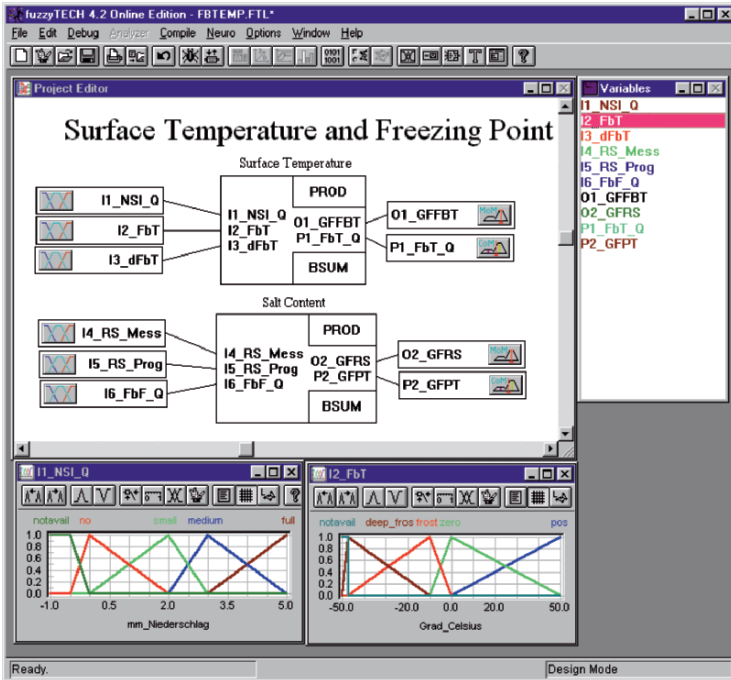 fuzzyTECH 4.2 Online Edition - FBTEMP.FTL*
File Edit Debug Analyzer Compile Neuro Options Window Help
0101
1001
Project Editor
Surface Temperature and Freezing Point
Surface Temperature
I1_NSI_Q
I2_FbT
I3_dFbT
I1_NSI_Q
I2_FbT
I3_dFbT
PROD
O1_GFFBT
P1_FbT_Q
BSUM
O1_GFFBT
MoM
P1_FbT_Q
CoM
Salt Content
I4_RS_Mess
I5_RS_Prog
I6_FbF_Q
I4_RS_Mess
I5_RS_Prog
I6_FbF_Q
PROD
O2_GFRS
P2_GFPT
BSUM
O2_GFRS
MoM
P2_GFPT
CoM
Variables
I1_NSI_Q
I2_FbT
I3_dFbT
I4_RS_Mess
I5_RS_Prog
I6_FbF_Q
O1_GFFBT
O2_GFRS
P1_FbT_Q
P2_GFPT
I1_NSI_Q
notavail no small medium full
1.0
0.8
0.6
0.4
0.2
0.0
-1.0 0.5 2.0 3.5 5.0
mm_Niederschlag
I2_FbT
notavail deep_fros frost zero pos
1.0
0.8
0.6
0.4
0.2
0.0
-50.0 -20.0 0.0 20.0 50.0
Grad_Celsius
Ready.
Design Mode